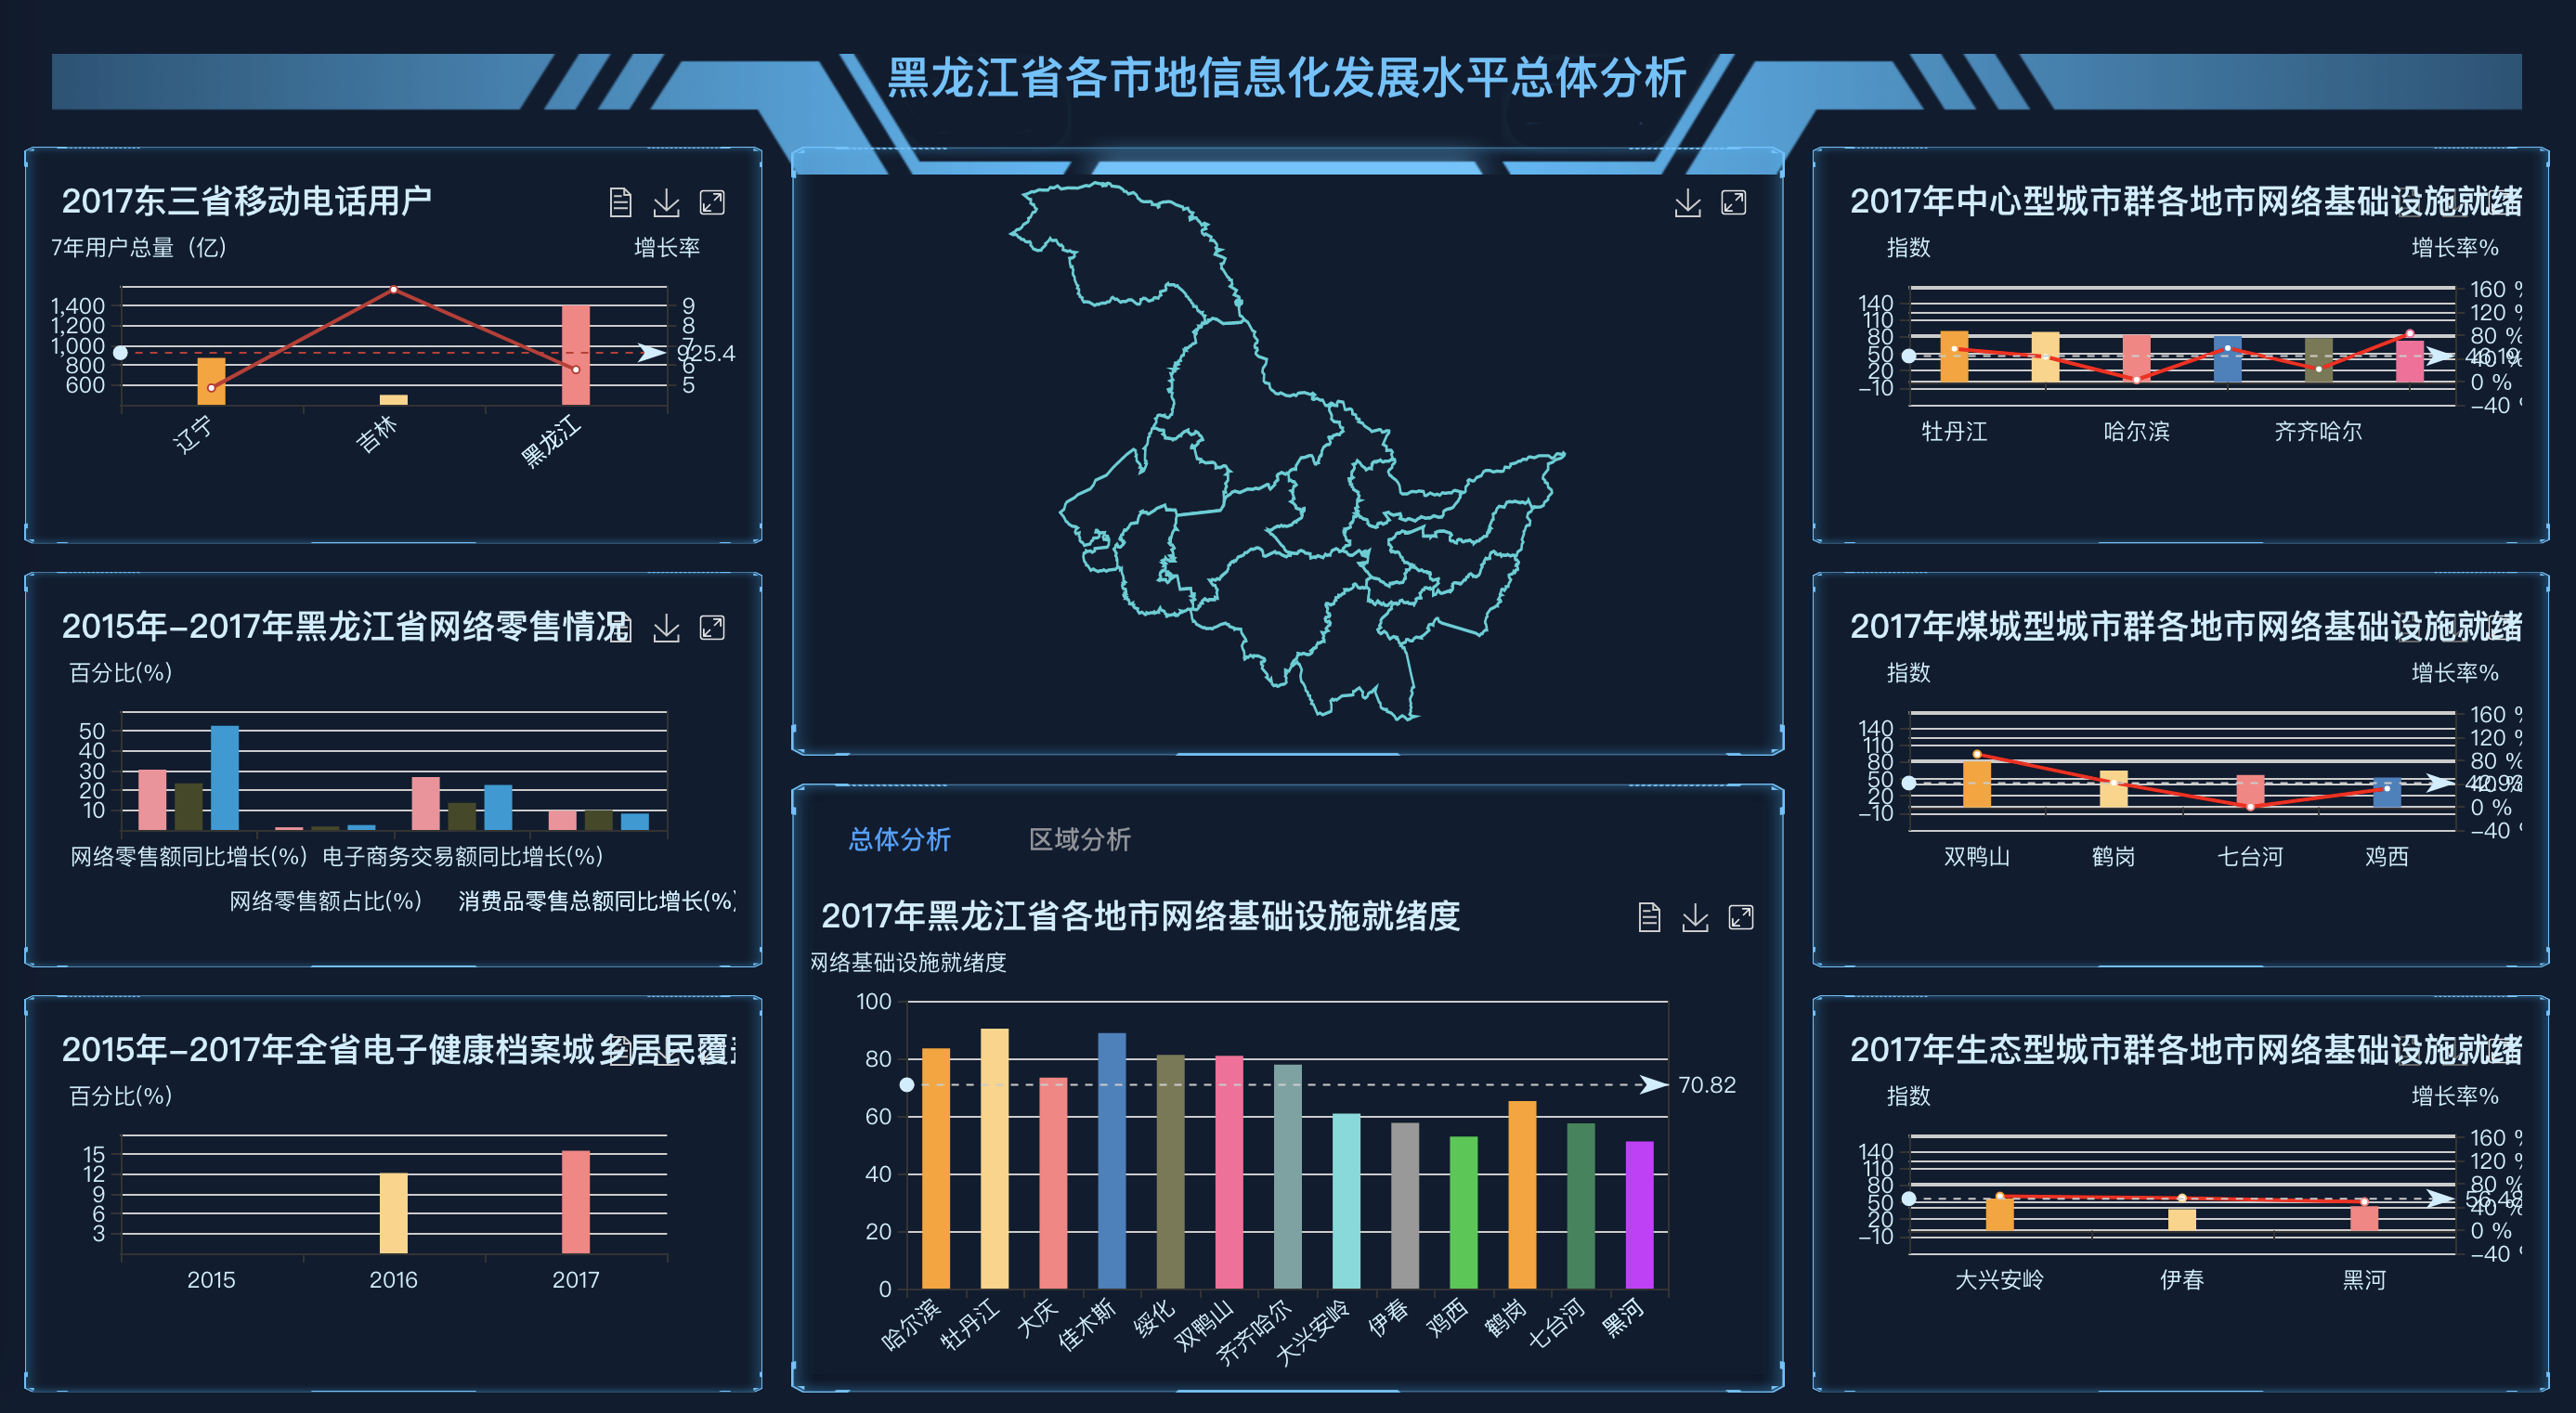 黑龙江省各市地信息化发展水平总体分析
2017东三省移动电话用户
7年用户总量（亿）
增长率
1,400
1,200
1,000
800
600
9
8
7
6
5
925.4
辽宁
吉林
黑龙江
2015年-2017年黑龙江省网络零售情况
百分比(%)
50
40
30
20
10
网络零售额同比增长(%)
电子商务交易额同比增长(%)
网络零售额占比(%)
消费品零售总额同比增长(%)
2015年-2017年全省电子健康档案城乡居民覆
百分比(%)
15
12
9
6
3
2015
2016
2017
总体分析
区域分析
2017年黑龙江省各地市网络基础设施就绪度
网络基础设施就绪度
100
80
60
40
20
0
70.82
哈尔滨
牡丹江
大庆
佳木斯
绥化
双鸭山
齐齐哈尔
大兴安岭
伊春
鸡西
鹤岗
七台河
黑河
2017年中心型城市群各地市网络基础设施就绪
指数
增长率%
140
110
80
50
20
-10
160 %
120 %
80 %
40 %
0 %
-40
牡丹江
哈尔滨
齐齐哈尔
2017年煤城型城市群各地市网络基础设施就绪
指数
增长率%
140
110
80
50
20
-10
160 %
120 %
80 %
0 %
-40
双鸭山
鹤岗
七台河
鸡西
2017年生态型城市群各地市网络基础设施就绪
指数
增长率%
140
110
80
50
20
-10
160 %
120 %
80 %
40 %
0 %
-40
56.48
大兴安岭
伊春
黑河